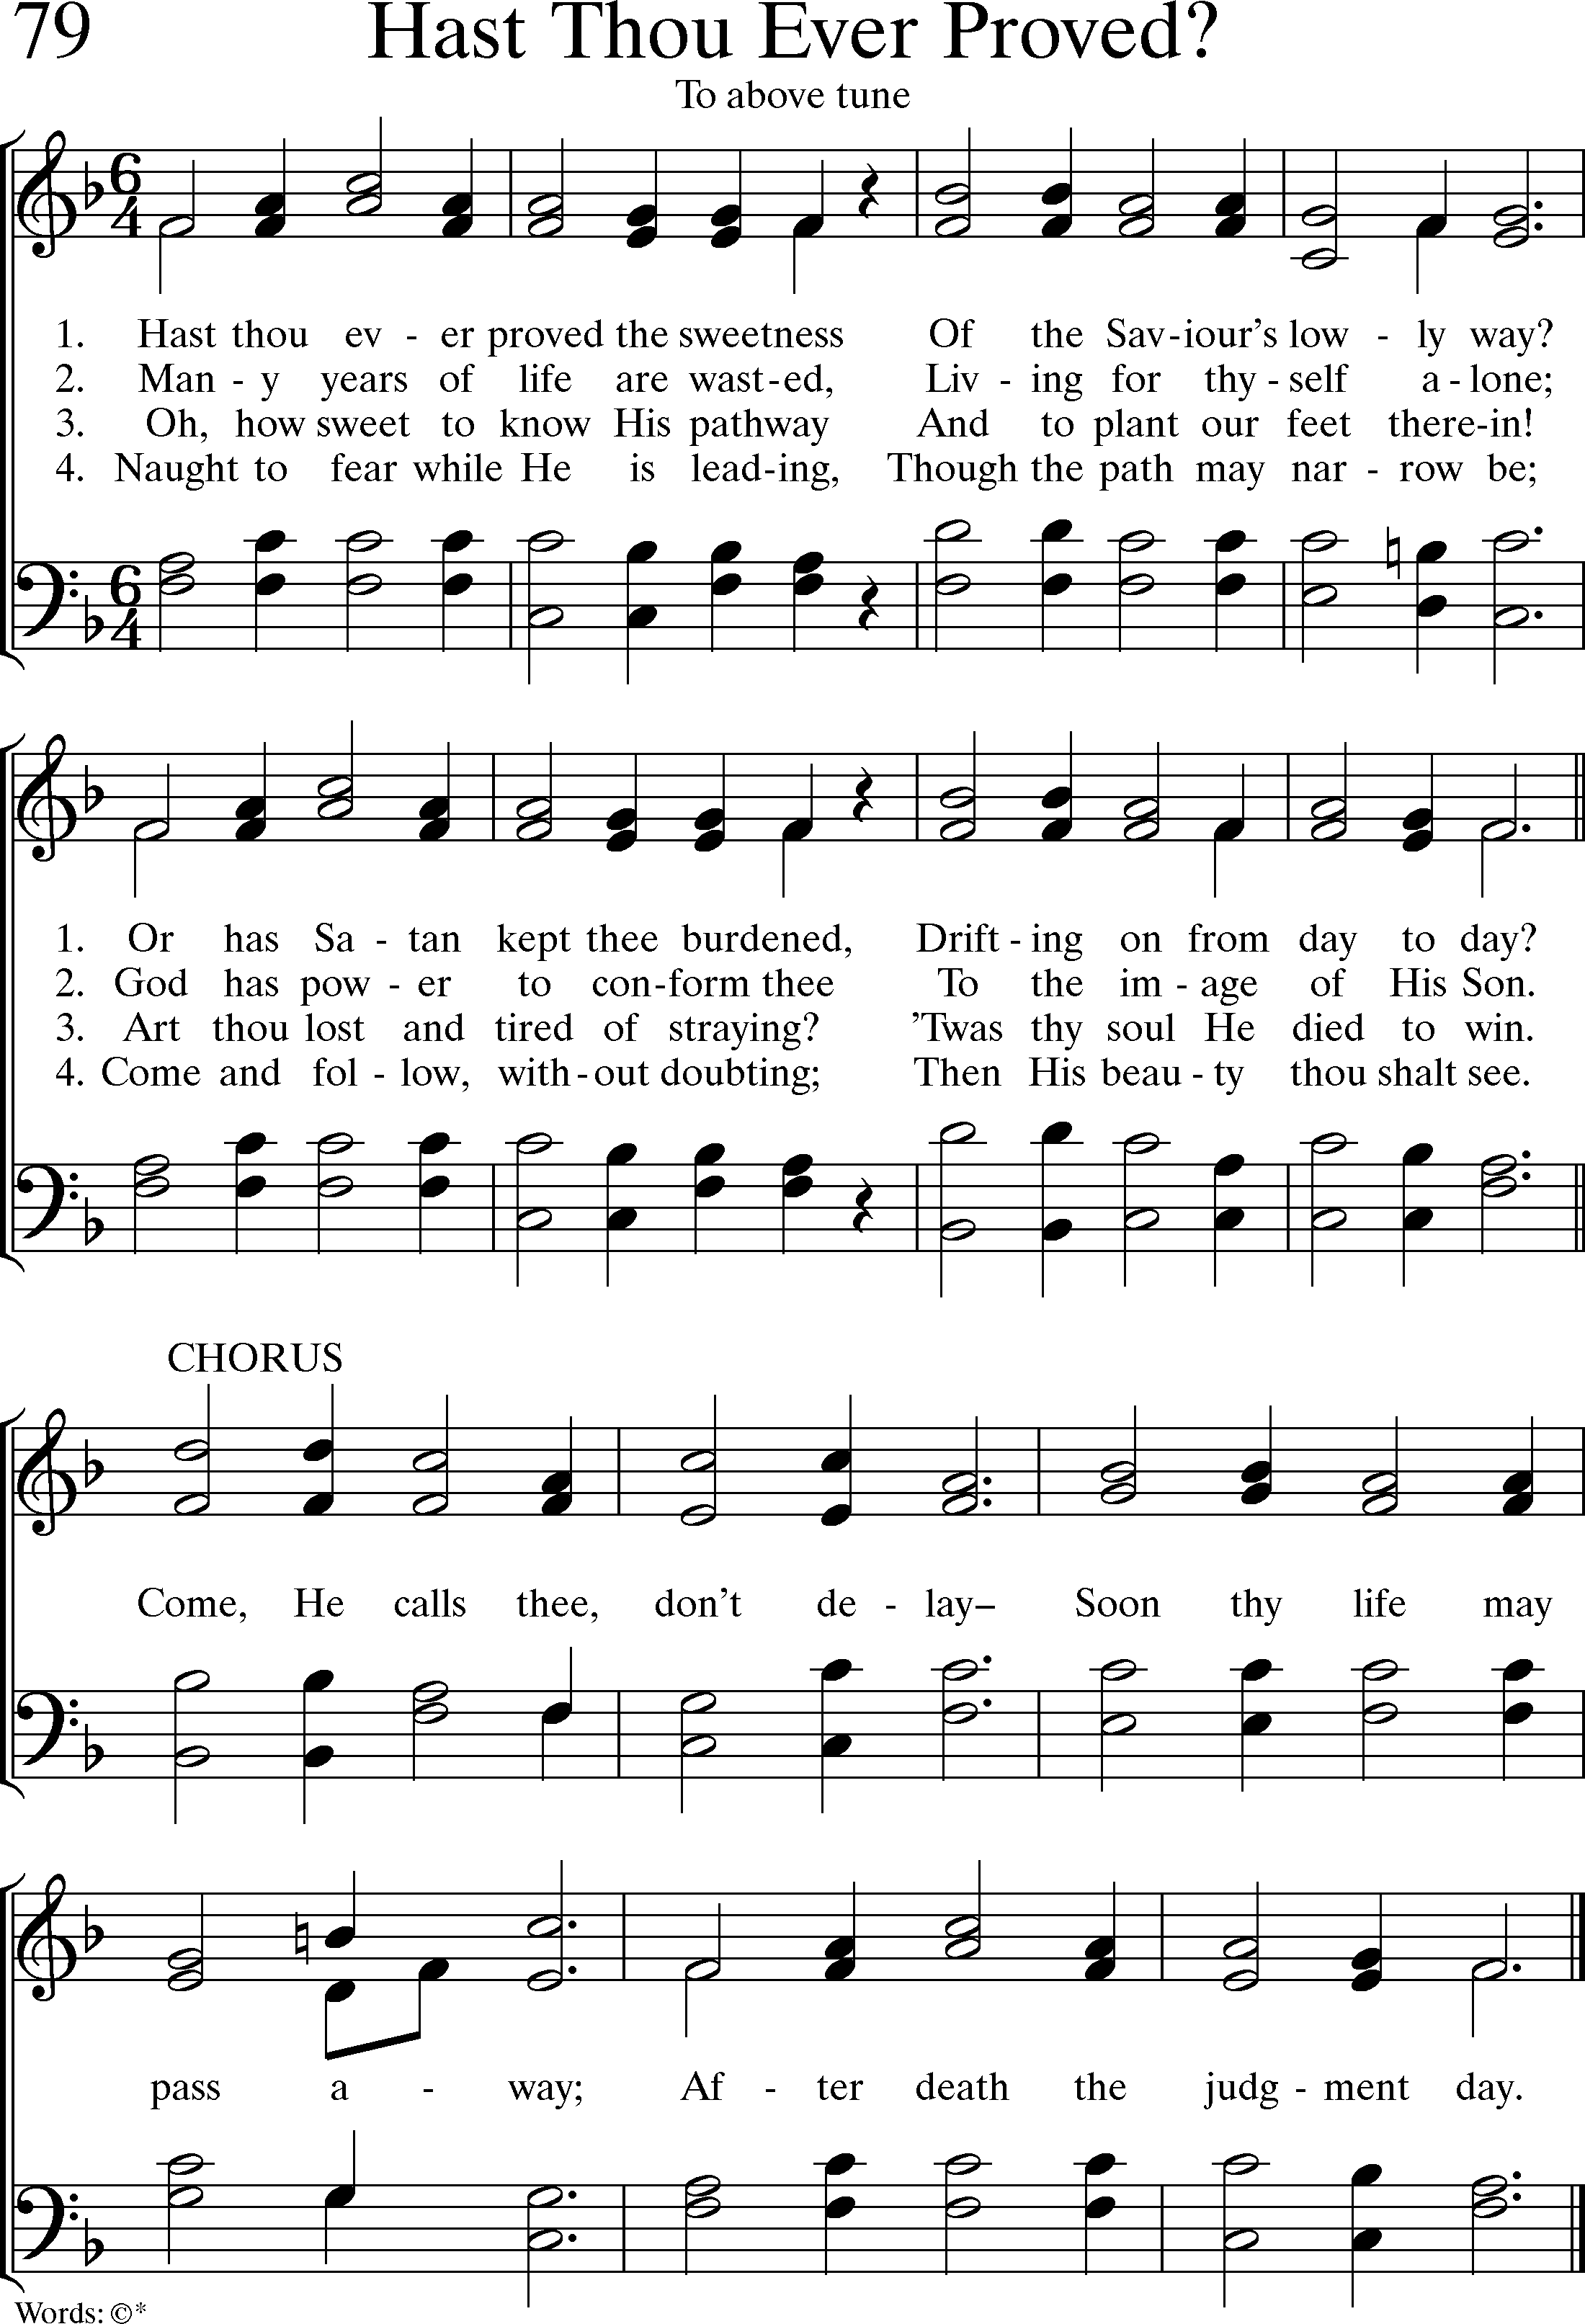 79 Hast Thou Ever Proved?
To above tune
1. Hast thou ev - er proved the sweetness Of the Sav-iour's low - ly way?
2. Man - y years of life are wast-ed, Liv - ing for thy - self a - lone;
3. Oh, how sweet to know His pathway And to plant our feet there-in!
4. Naught to fear while He is lead-ing, Though the path may nar - row be;
1. Or has Sa - tan kept thee burdened, Drift - ing on from day to day?
2. God has pow - er to con-form thee To the im - age of His Son.
3. Art thou lost and tired of straying? ’Twas thy soul He died to win.
4. Come and fol - low, with-out doubting; Then His beau - ty thou shalt see.
CHORUS
Come, He calls thee, don’t de - lay– Soon thy life may
pass a - way; Af - ter death the judg - ment day.
Words: ©*